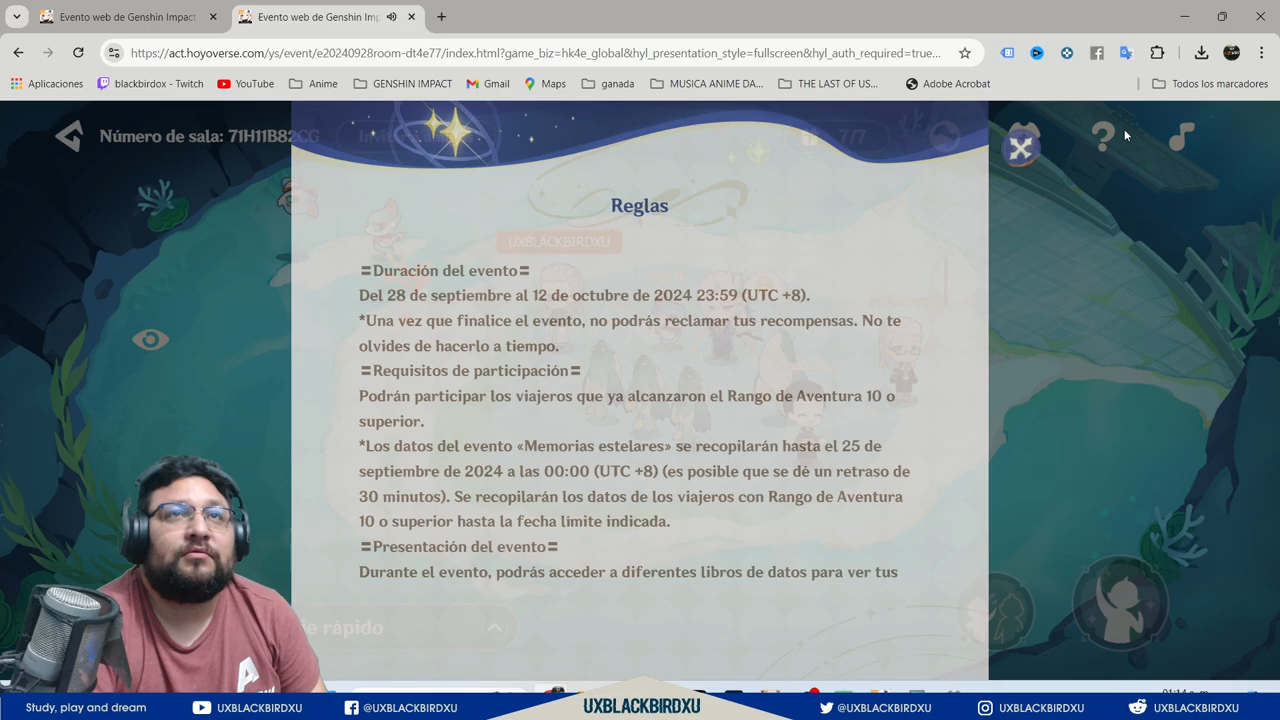 Evento web de Genshin Impact
Evento web de Genshin Imp
https://act.hoyoverse.com/ys/event/e20240928room-dt4e77/index.html?game_biz=hk4e_global&hyl_presentation_style=fullscreen&hyl_auth_required=true...
Aplicaciones
blackbirdox - Twitch
YouTube
Anime
GENSHIN IMPACT
Gmail
Maps
ganada
MUSICA ANIME DA...
THE LAST OF US...
Adobe Acrobat
Todos los marcadores
Número de sala: 71H11B82CG
7/7
Reglas
UXBLACKBIRDXU
〓Duración del evento〓
Del 28 de septiembre al 12 de octubre de 2024 23:59 (UTC +8).
*Una vez que finalice el evento, no podrás reclamar tus recompensas. No te
olvides de hacerlo a tiempo.
〓Requisitos de participación〓
Podrán participar los viajeros que ya alcanzaron el Rango de Aventura 10 o
superior.
*Los datos del evento «Memorias estelares» se recopilarán hasta el 25 de
septiembre de 2024 a las 00:00 (UTC +8) (es posible que se dé un retraso de
30 minutos). Se recopilarán los datos de los viajeros con Rango de Aventura
10 o superior hasta la fecha límite indicada.
〓Presentación del evento〓
Durante el evento, podrás acceder a diferentes libros de datos para ver tus
e rápido
Study, play and dream
UXBLACKBIRDXU
@UXBLACKBIRDXU
UXBLACKBIRDXU
@UXBLACKBIRDXU
UXBLACKBIRDXU
UXBLACKBIRDXU